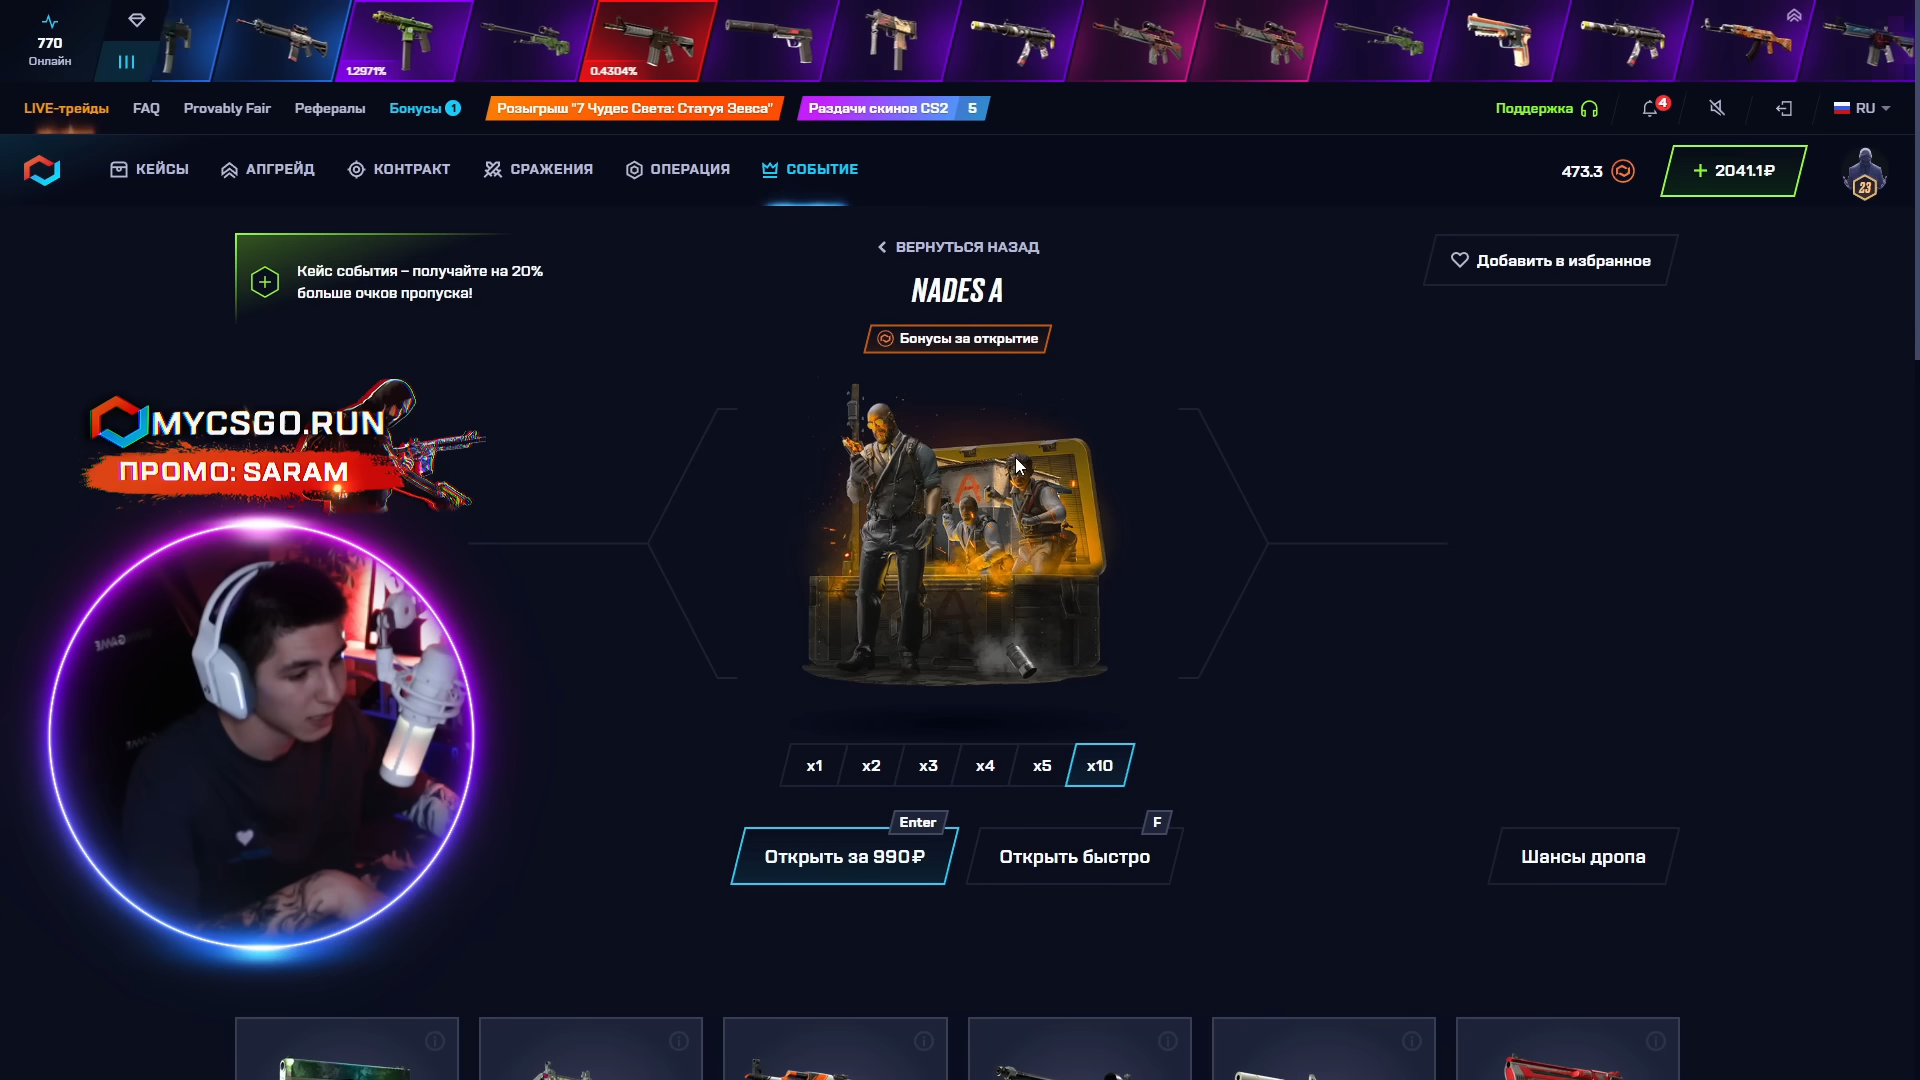 770
Онлайн
1.2971%
0.4304%
LIVE-трейды
FAQ
Provably Fair
Рефералы
Бонусы 1
Розыгрыш "7 Чудес Света: Статуя Зевса"
Раздачи скинов CS2 5
Поддержка
4
RU
КЕЙСЫ
АПГРЕЙД
КОНТРАКТ
СРАЖЕНИЯ
ОПЕРАЦИЯ
СОБЫТИЕ
473.3
+ 2041.1₽
23
Кейс события – получайте на 20%
больше очков пропуска!
ВЕРНУТЬСЯ НАЗАД
NADES A
Бонусы за открытие
Добавить в избранное
MYCSGO.RUN
ПРОМО: SARAM
A
A
x1
x2
x3
x4
x5
x10
Enter
Открыть за 990₽
F
Открыть быстро
Шансы дропа